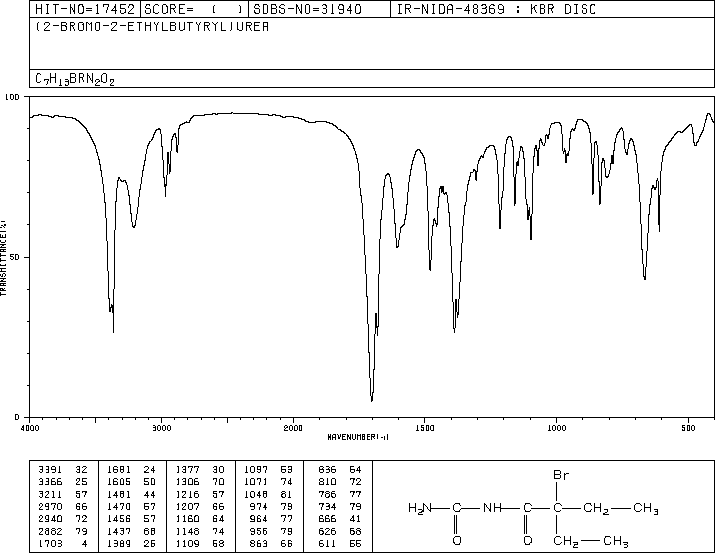 HIT-NO=17452 SCORE= ( ) SDBS-NO=31940 IR-NIDA-48369 : KBR DISC
(2-BROMO-2-ETHYLBUTYRYL)UREA
C7H13BRN2O2
100
50
0
TRANSMITTANCE(%)
4000 3000 2000 1500 1000 500
WAVENUMBER(-1)
3391 32 1681 24 1377 30 1097 53 836 64
3366 25 1605 50 1306 70 1071 74 810 72
3211 57 1481 44 1216 57 1048 81 786 77
2970 66 1470 67 1207 66 974 79 734 79
2940 72 1456 57 1160 64 964 77 666 41
2882 79 1437 68 1148 74 956 79 626 68
1703 4 1389 25 1109 58 863 66 611 55
Br
H2N NH CH2 CH3
O O CH2 CH3